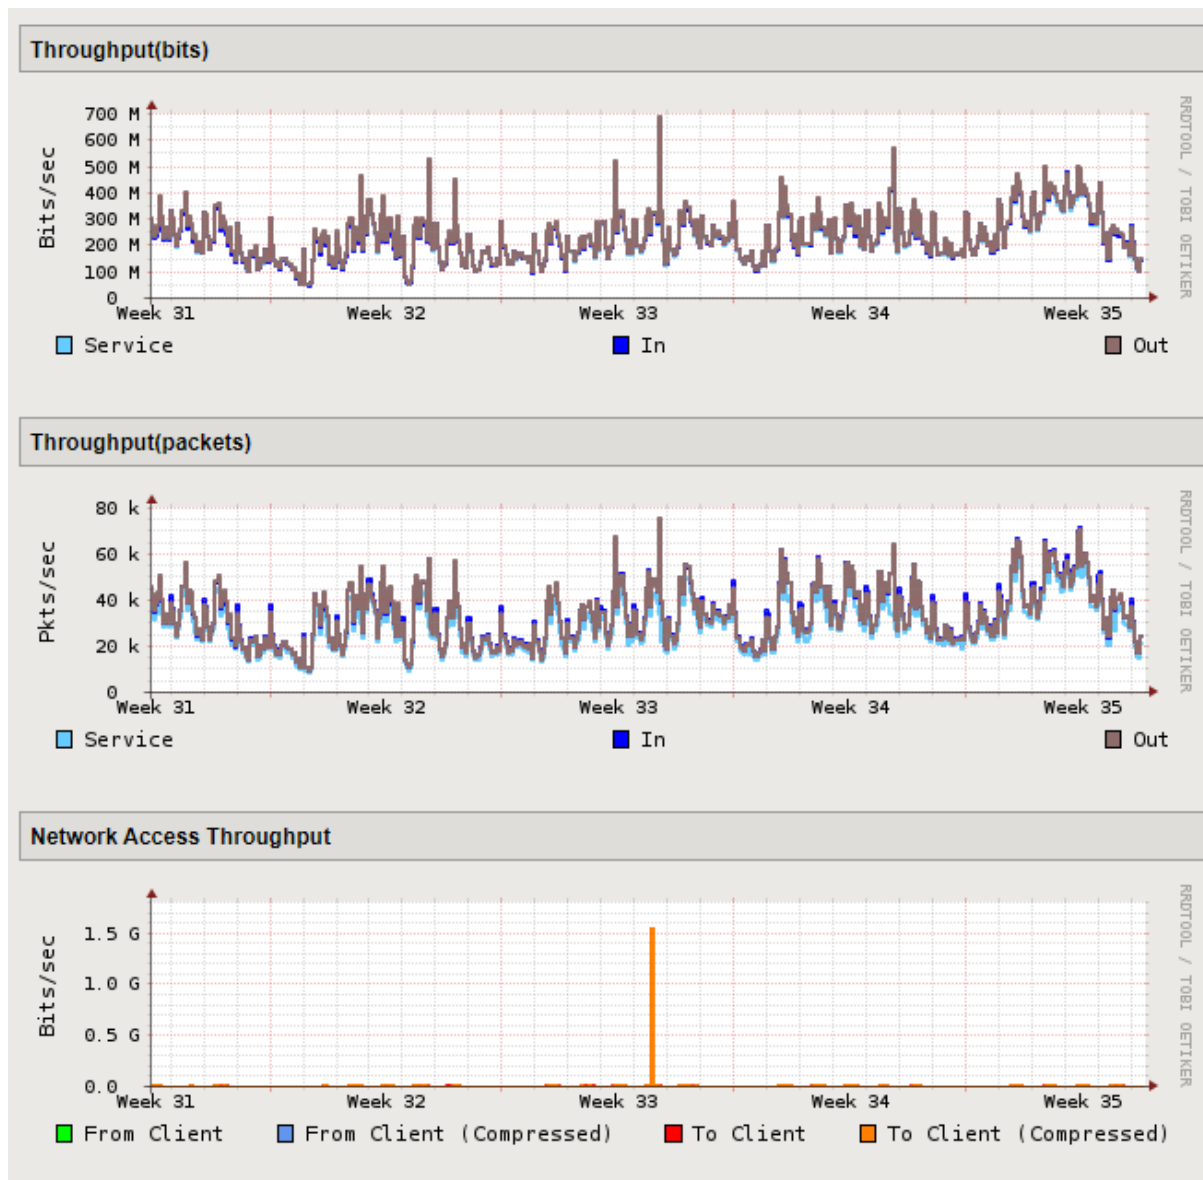 Throughput(bits)
RRDTOOL / TOBI OETIKER
Bits/sec
700 M
600 M
500 M
400 M
300 M
200 M
100 M
0
Week 31 Week 32 Week 33 Week 34 Week 35
Service In Out
Throughput(packets)
RRDTOOL / TOBI OETIKER
Pkts/sec
80 k
60 k
40 k
20 k
0
Week 31 Week 32 Week 33 Week 34 Week 35
Service In Out
Network Access Throughput
RRDTOOL / TOBI OETIKER
Bits/sec
1.5 G
1.0 G
0.5 G
0.0
Week 31 Week 32 Week 33 Week 34 Week 35
From Client From Client (Compressed) To Client To Client (Compressed)